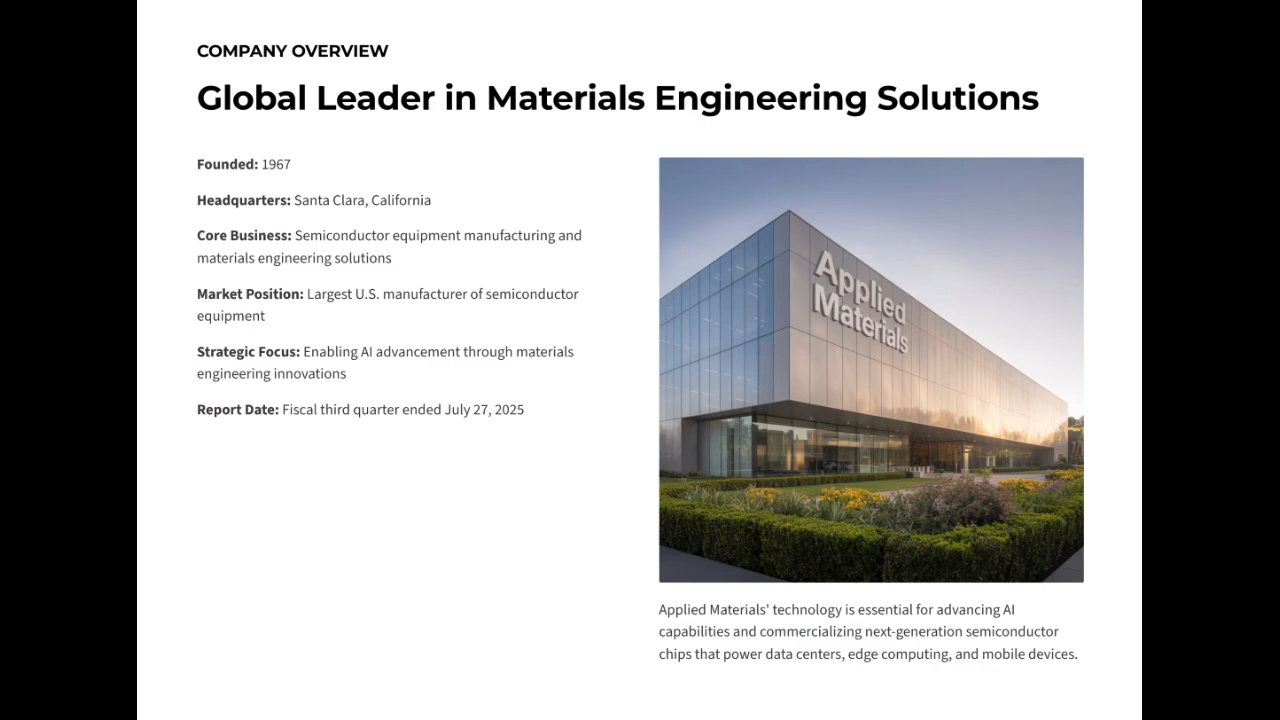 COMPANY OVERVIEW
Global Leader in Materials Engineering Solutions
Founded: 1967
Headquarters: Santa Clara, California
Core Business: Semiconductor equipment manufacturing and
materials engineering solutions
Market Position: Largest U.S. manufacturer of semiconductor
equipment
Strategic Focus: Enabling AI advancement through materials
engineering innovations
Report Date: Fiscal third quarter ended July 27, 2025
Applied
Materials
Applied Materials' technology is essential for advancing AI
capabilities and commercializing next-generation semiconductor
chips that power data centers, edge computing, and mobile devices.